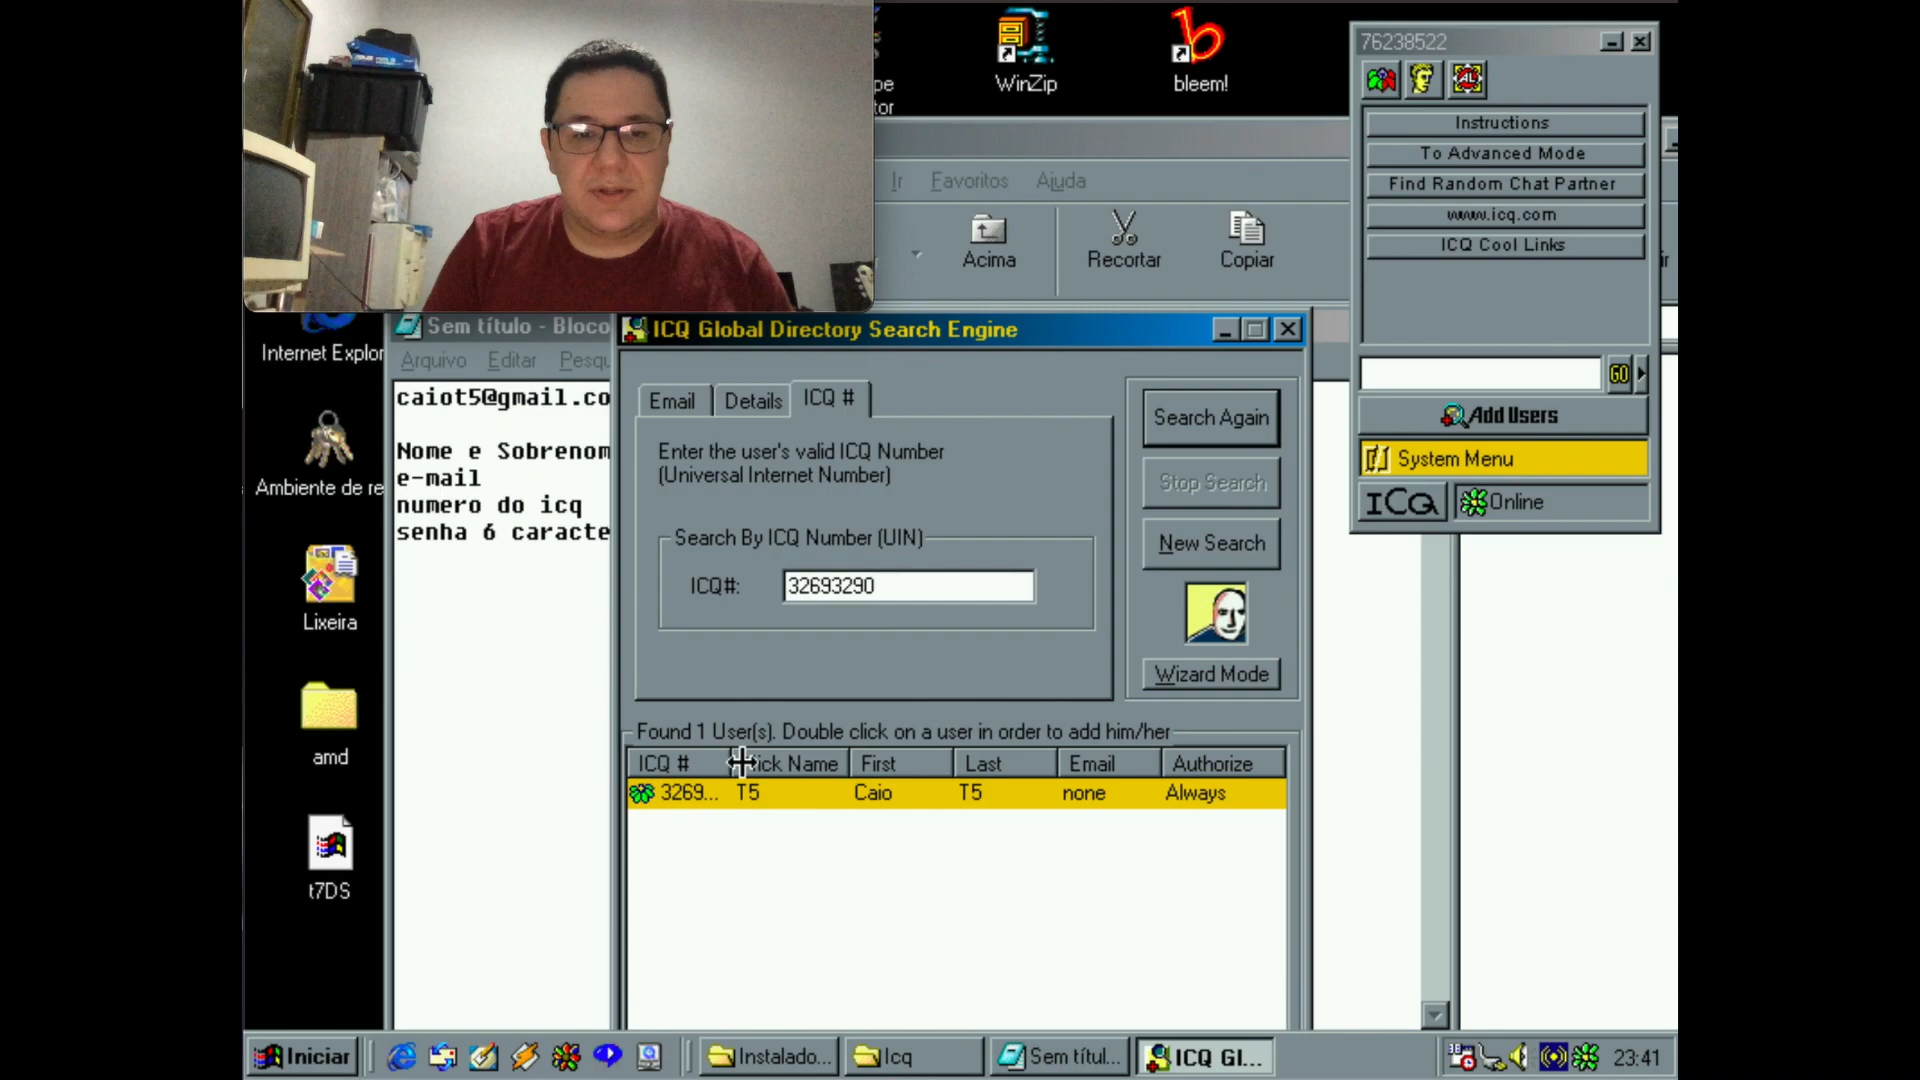 WinZip
bleem!
pe
tor
Ir Favoritos Ajuda
Acima
Recortar
Copiar
ir
76238522
Instructions
To Advanced Mode
Find Random Chat Partner
www.icq.com
ICQ Cool Links
GO
Add Users
System Menu
ICQ
Online
Internet Explor
Ambiente de re
Lixeira
amd
t7DS
Sem título - Bloco
Arquivo Editar Pesqu
caiot5@gmail.co
Nome e Sobrenom
e-mail
numero do icq
senha 6 caracte
ICQ Global Directory Search Engine
Email Details ICQ #
Enter the user's valid ICQ Number
(Universal Internet Number)
Search By ICQ Number (UIN)
ICQ#: 32693290
Search Again
Stop Search
New Search
Wizard Mode
Found 1 User(s). Double click on a user in order to add him/her
ICQ # ick Name First Last Email Authorize
3269... T5 Caio T5 none Always
Iniciar
Instalado...
Icq
Sem títul...
ICQ Gl...
23:41